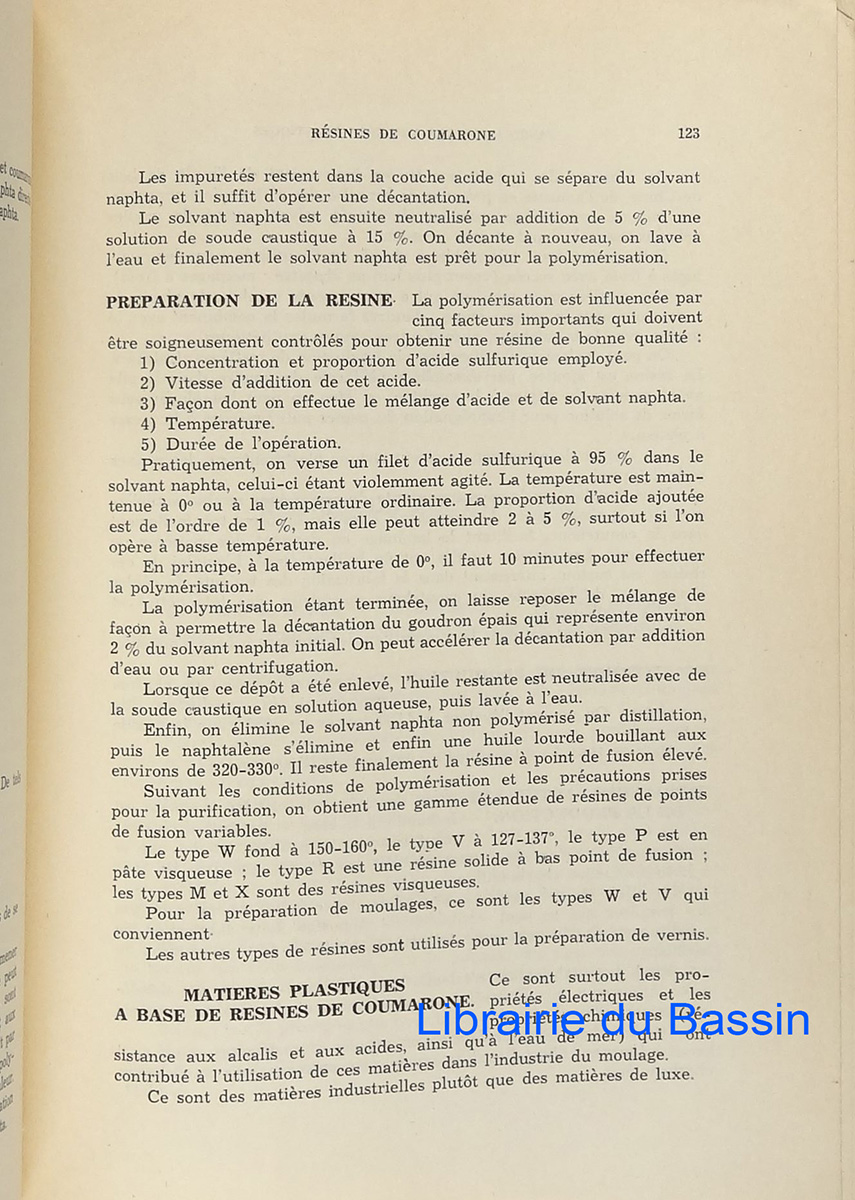 RÉSINES DE COUMARONE 123
Les impuretés restent dans la couche acide qui se sépare du solvant
naphta, et il suffit d'opérer une décantation.
Le solvant naphta est ensuite neutralisé par addition de 5 % d'une
solution de soude caustique à 15 %. On décante à nouveau, on lave à
l'eau et finalement le solvant naphta est prêt pour la polymérisation.
PREPARATION DE LA RESINE· La polymérisation est influencée par
cinq facteurs importants qui doivent
être soigneusement contrôlés pour obtenir une résine de bonne qualité :
1) Concentration et proportion d'acide sulfurique employé.
2) Vitesse d'addition de cet acide.
3) Façon dont on effectue le mélange d'acide et de solvant naphta.
4) Température.
5) Durée de l'opération.
Pratiquement, on verse un filet d'acide sulfurique à 95 % dans le
solvant naphta, celui-ci étant violemment agité. La température est main-
tenue à 0° ou à la température ordinaire. La proportion d'acide ajoutée
est de l'ordre de 1 %, mais elle peut atteindre 2 à 5 %, surtout si l'on
opère à basse température.
En principe, à la température de 0°, il faut 10 minutes pour effectuer
la polymérisation.
La polymérisation étant terminée, on laisse reposer le mélange de
façon à permettre la décantation du goudron épais qui représente environ
2 % du solvant naphta initial. On peut accélérer la décantation par addition
d'eau ou par centrifugation.
Lorsque ce dépôt a été enlevé, l'huile restante est neutralisée avec de
la soude caustique en solution aqueuse, puis lavée à l'eau.
Enfin, on élimine le solvant naphta non polymérisé par distillation,
puis le naphtalène s'élimine et enfin une huile lourde bouillant aux
environs de 320-330°. Il reste finalement la résine à point de fusion élevé.
Suivant les conditions de polymérisation et les précautions prises
pour la purification, on obtient une gamme étendue de résines de points
de fusion variables.
Le type W fond à 150-160°, le type V à 127-137°, le type P est en
pâte visqueuse ; le type R est une résine solide à bas point de fusion ;
les types M et X sont des résines visqueuses.
Pour la préparation de moulages, ce sont les types W et V qui
conviennent·
Les autres types de résines sont utilisés pour la préparation de vernis.
MATIERES PLASTIQUES
A BASE DE RESINES DE COUMARONE.
Ce sont surtout les pro-
priétés électriques et les
propriétés chimiques (ré-
sistance aux alcalis et aux acides, ainsi qu'à l'eau de mer) qui ont
contribué à l'utilisation de ces matières dans l'industrie du moulage.
Ce sont des matières industrielles plutôt que des matières de luxe.
Librairie du Bassin